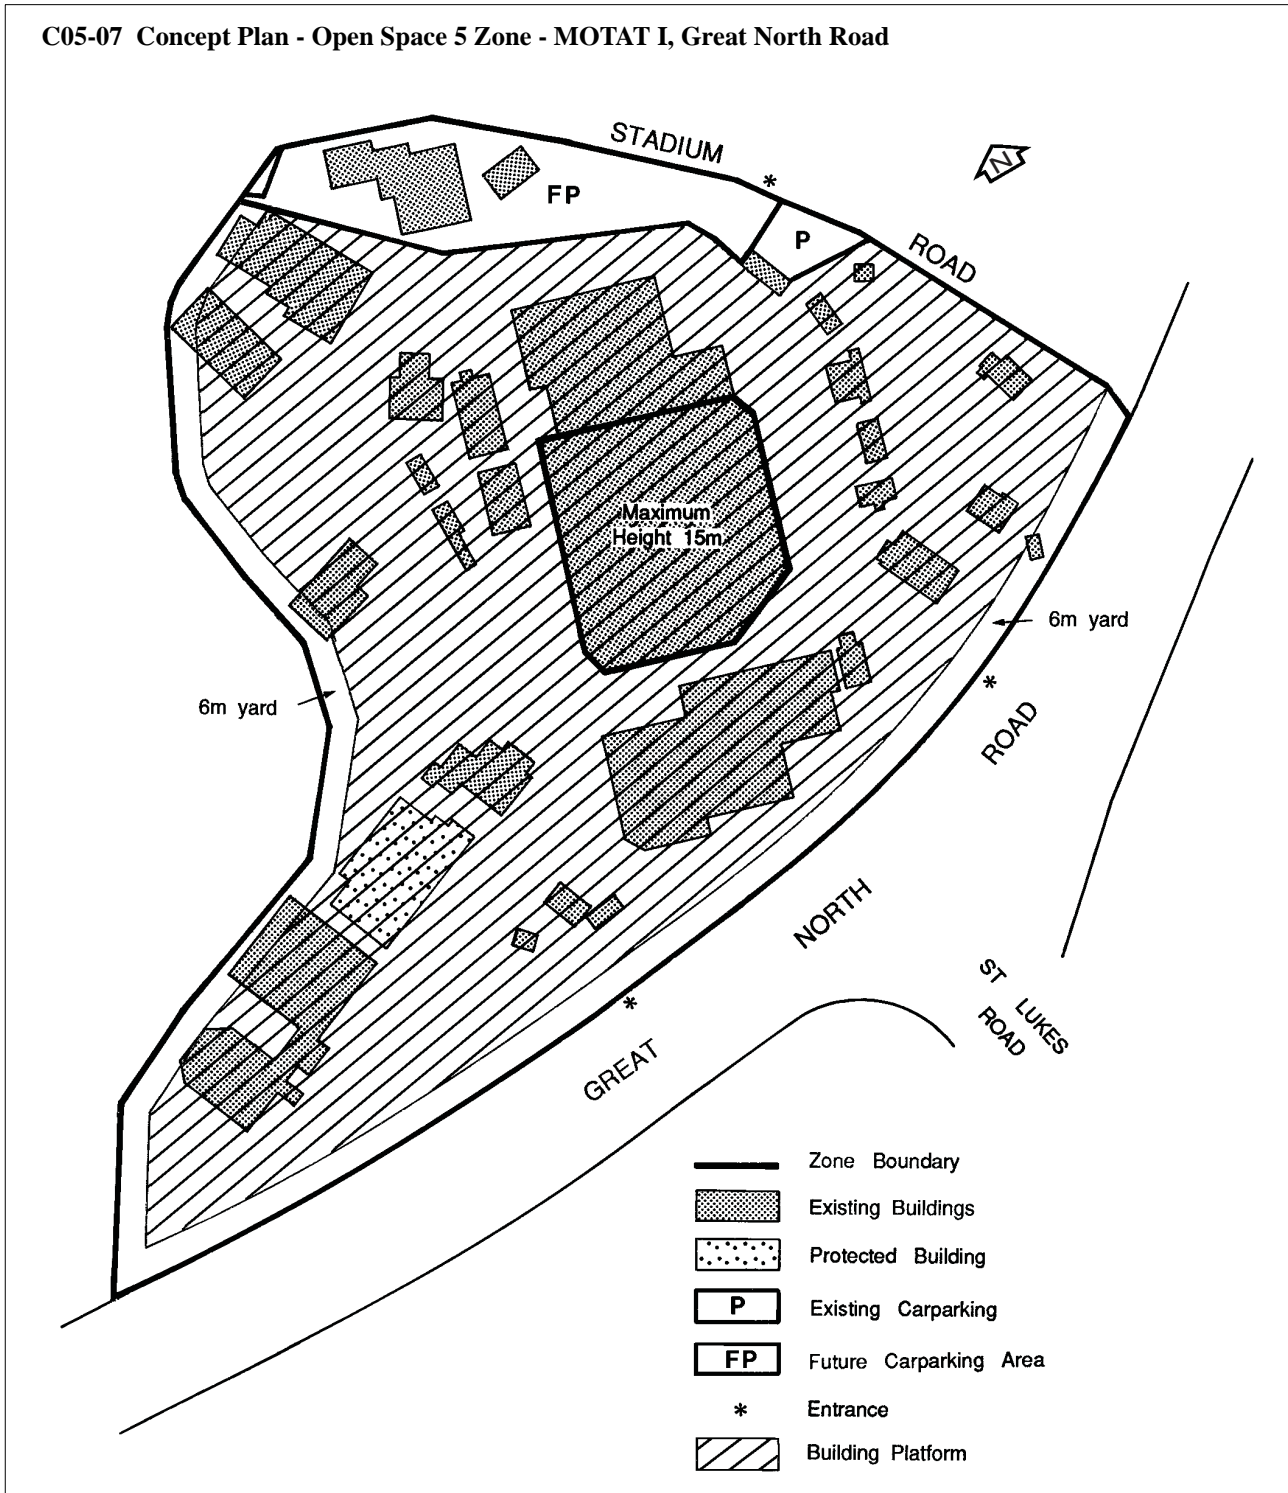 C05-07 Concept Plan - Open Space 5 Zone - MOTAT I, Great North Road
STADIUM
ROAD
N
FP
P
Maximum
Height 15m
6m yard
6m yard
GREAT
NORTH
ROAD
ST LUKES
ROAD
Zone Boundary
Existing Buildings
Protected Building
P Existing Carparking
FP Future Carparking Area
* Entrance
Building Platform